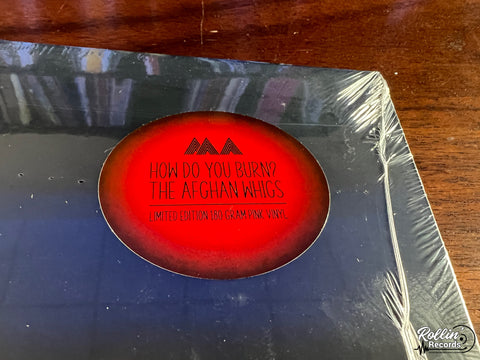 HOW DO YOU BURN?
THE AFGHAN WHIGS
LIMITED EDITION 180 GRAM PINK VINYL
Rollin
Records